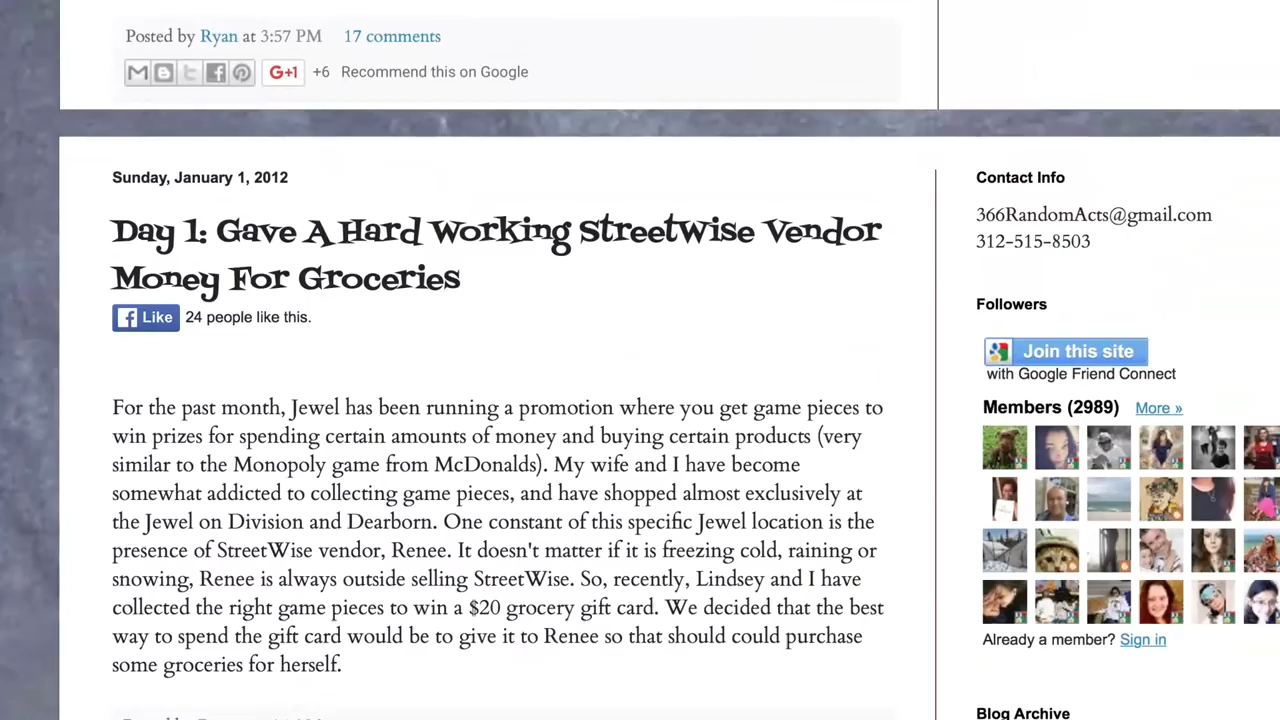 Posted by Ryan at 3:57 PM 17 comments
G+1 +6 Recommend this on Google
Sunday, January 1, 2012
Day 1: Gave A Hard Working StreetWise Vendor
Money For Groceries
Like 24 people like this.
For the past month, Jewel has been running a promotion where you get game pieces to
win prizes for spending certain amounts of money and buying certain products (very
similar to the Monopoly game from McDonalds). My wife and I have become
somewhat addicted to collecting game pieces, and have shopped almost exclusively at
the Jewel on Division and Dearborn. One constant of this specific Jewel location is the
presence of StreetWise vendor, Renee. It doesn't matter if it is freezing cold, raining or
snowing, Renee is always outside selling StreetWise. So, recently, Lindsey and I have
collected the right game pieces to win a $20 grocery gift card. We decided that the best
way to spend the gift card would be to give it to Renee so that should could purchase
some groceries for herself.
Contact Info
366RandomActs@gmail.com
312-515-8503
Followers
Join this site
with Google Friend Connect
Members (2989) More »
Already a member? Sign in
Blog Archive